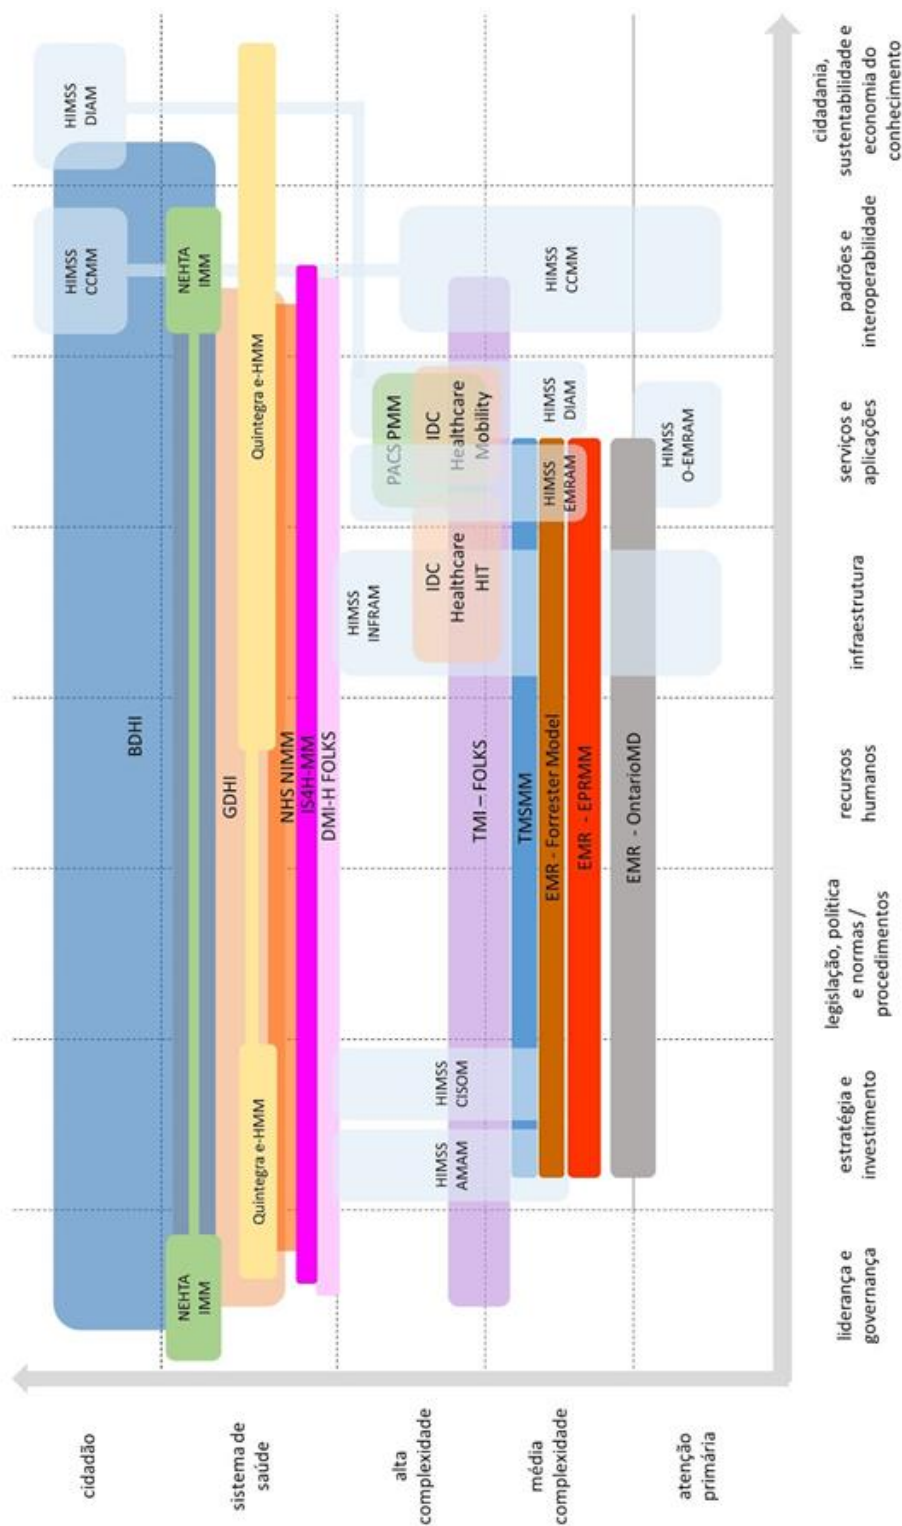 cidadão
sistema de
saúde
alta
complexidade
média
complexidade
atenção
primária
HIMSS
DIAM
HIMSS
CCMM
BDHI
NEHTA
IMM
NEHTA
IMM
GDHI
Quintegra e-HMM
Quintegra e-HMM
NHS NIMM
IS4H-MM
DMI-H FOLKS
HIMSS
INFRAM
PACS PMM
IDC
Healthcare
Mobility
IDC
Healthcare
HIT
HIMSS
CCMM
HIMSS
DIAM
HIMSS
EMRAM
HIMSS
O-EMRAM
HIMSS
AMAM
HIMSS
CISOM
TMI – FOLKS
TMSMM
EMR - Forrester Model
EMR - EPRMM
EMR - OntarioMD
liderança e
governança
estratégia e
investimento
legislação, política
e normas /
procedimentos
recursos
humanos
infraestrutura
serviços e
aplicações
padrões e
interoperabilidade
cidadania,
sustentabilidade e
economia do
conhecimento